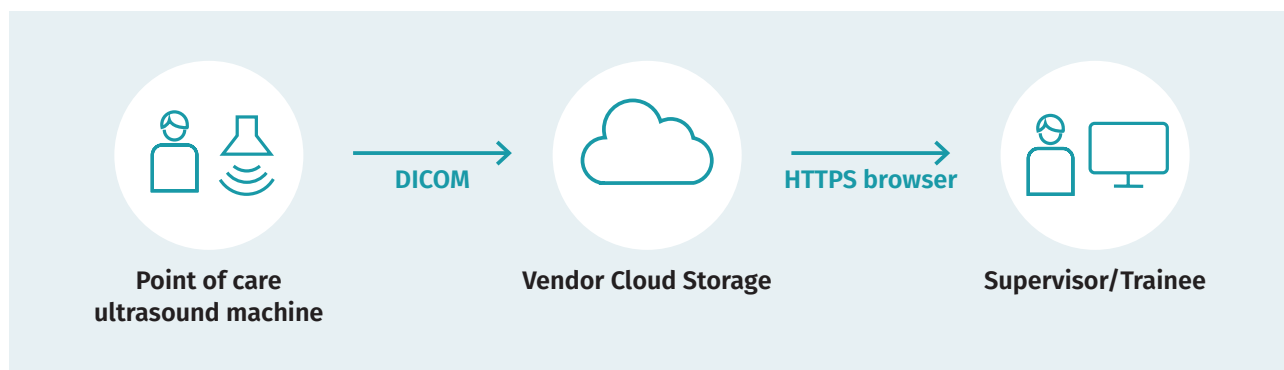 DICOM
HTTPS browser
Point of care
ultrasound machine
Vendor Cloud Storage
Supervisor/Trainee